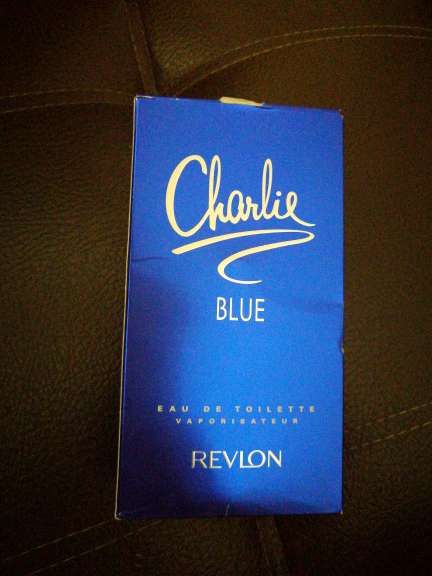 Charlie
BLUE
EAU DE TOILETTE
VAPORISATEUR
REVLON